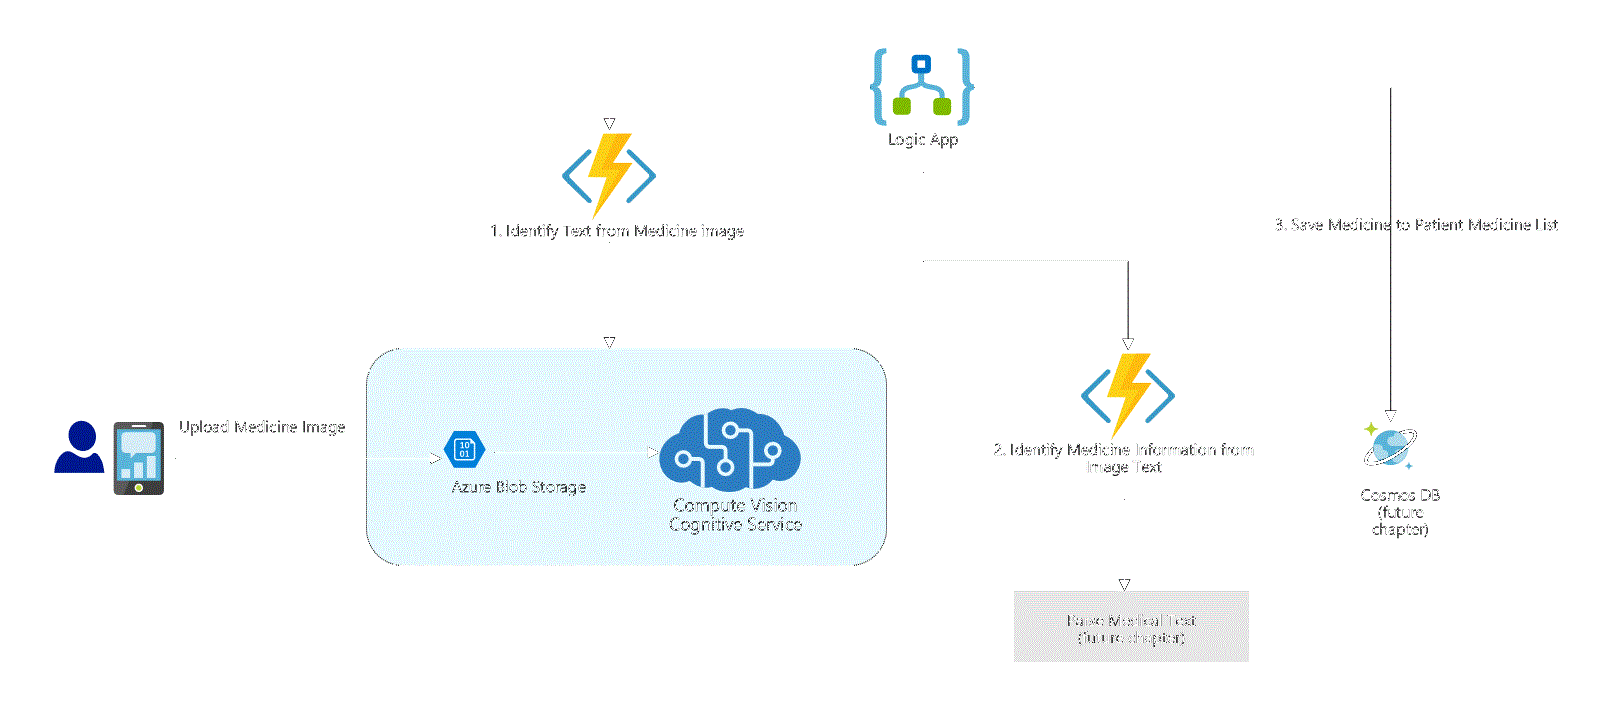 Logic App
1. Identify Text from Medicine image
3. Save Medicine to Patient Medicine List
Upload Medicine Image
10
01
Azure Blob Storage
Compute Vision
Cognitive Service
2. Identify Medicine Information from
Image Text
Cosmos DB
(future
chapter)
Parse Medical Text
(future chapter)